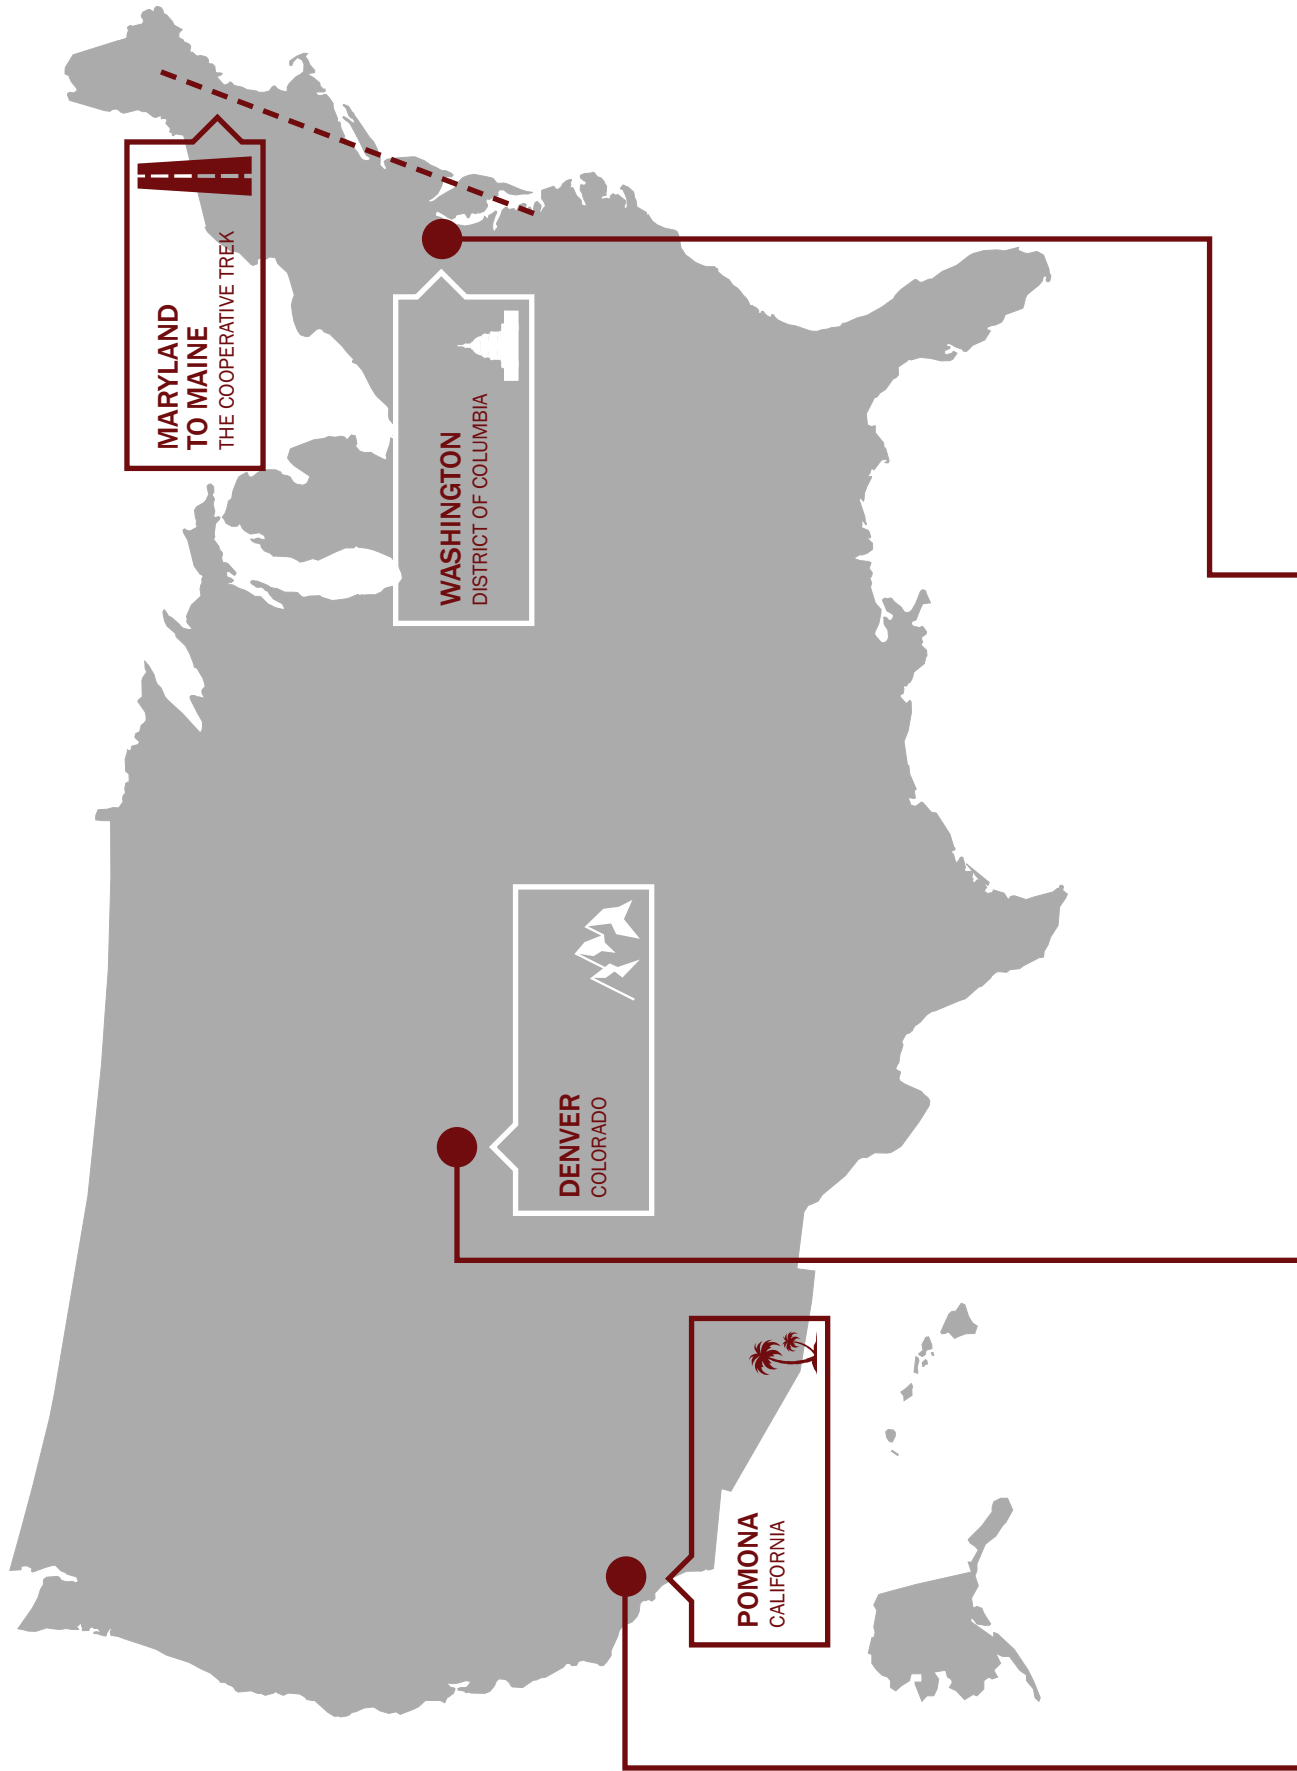 POMONA
CALIFORNIA
DENVER
COLORADO
WASHINGTON
DISTRICT OF COLUMBIA
MARYLAND
TO MAINE
THE COOPERATIVE TREK